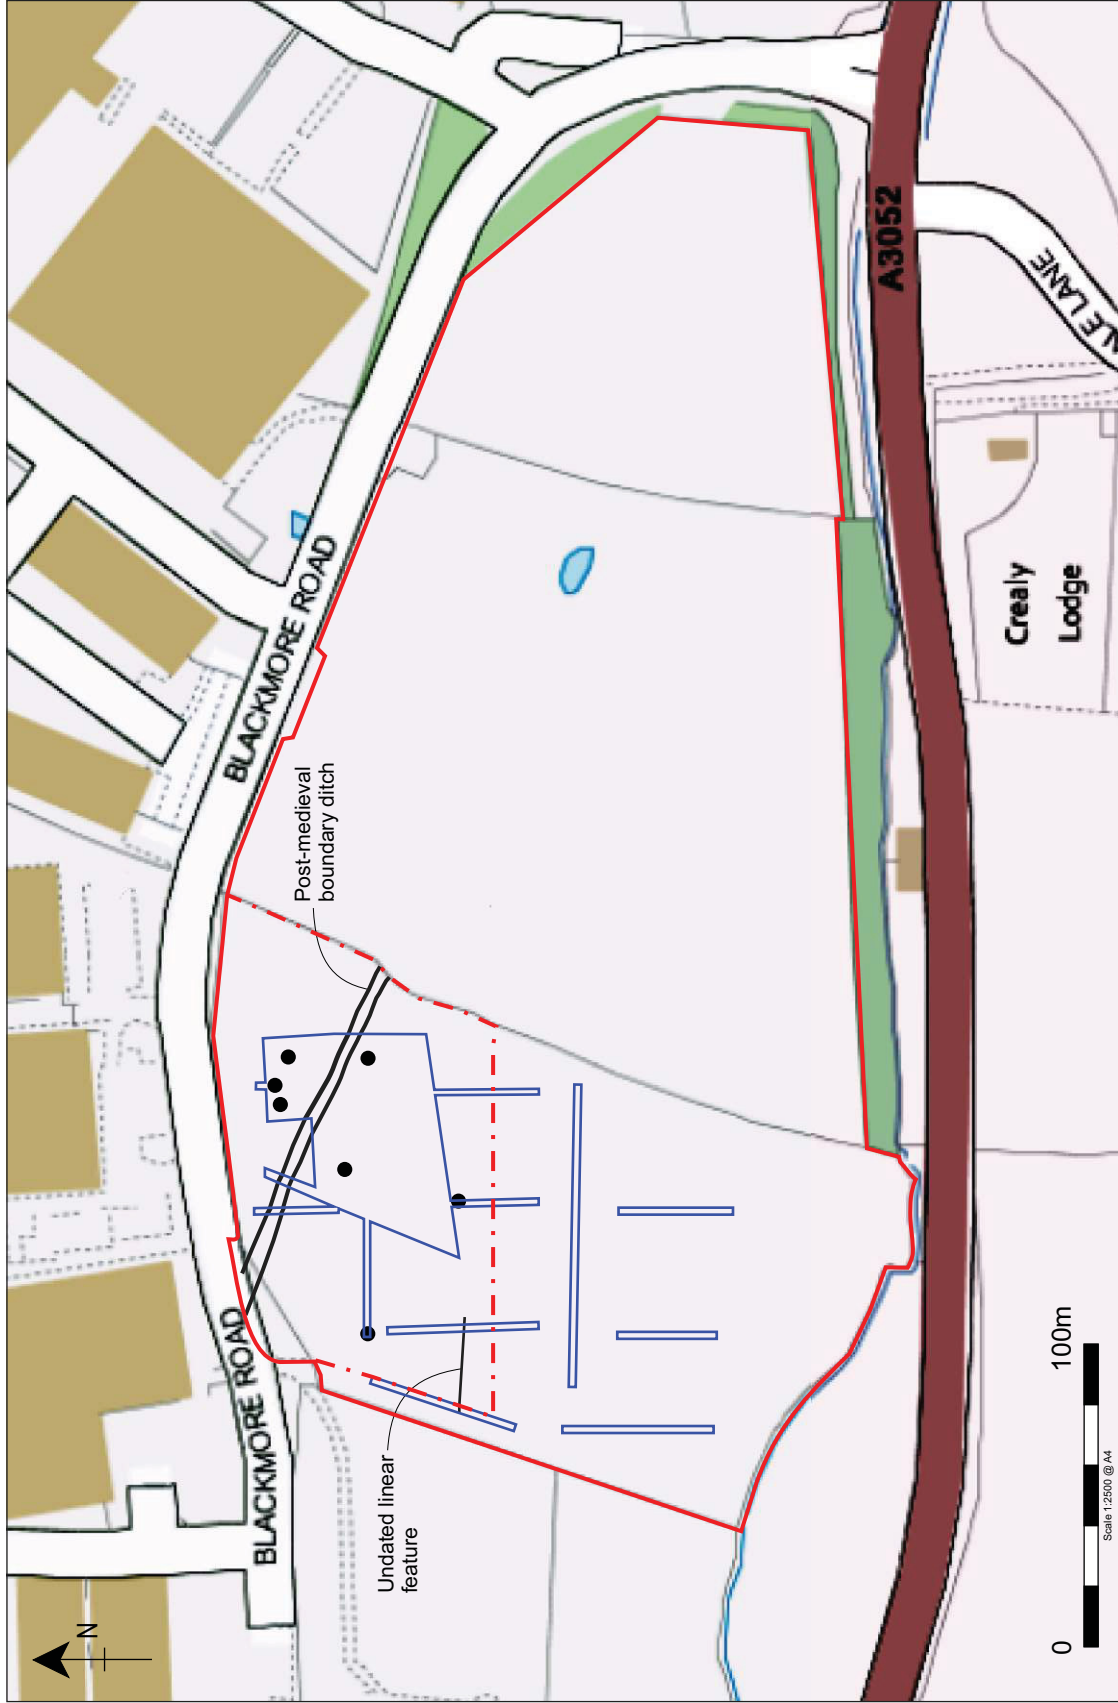 N
BLACKMORE ROAD
BLACKMORE ROAD
Post-medieval
boundary ditch
Undated linear
feature
A3052
Crealy
Lodge
0
100m
Scale 1:2500 @ A4